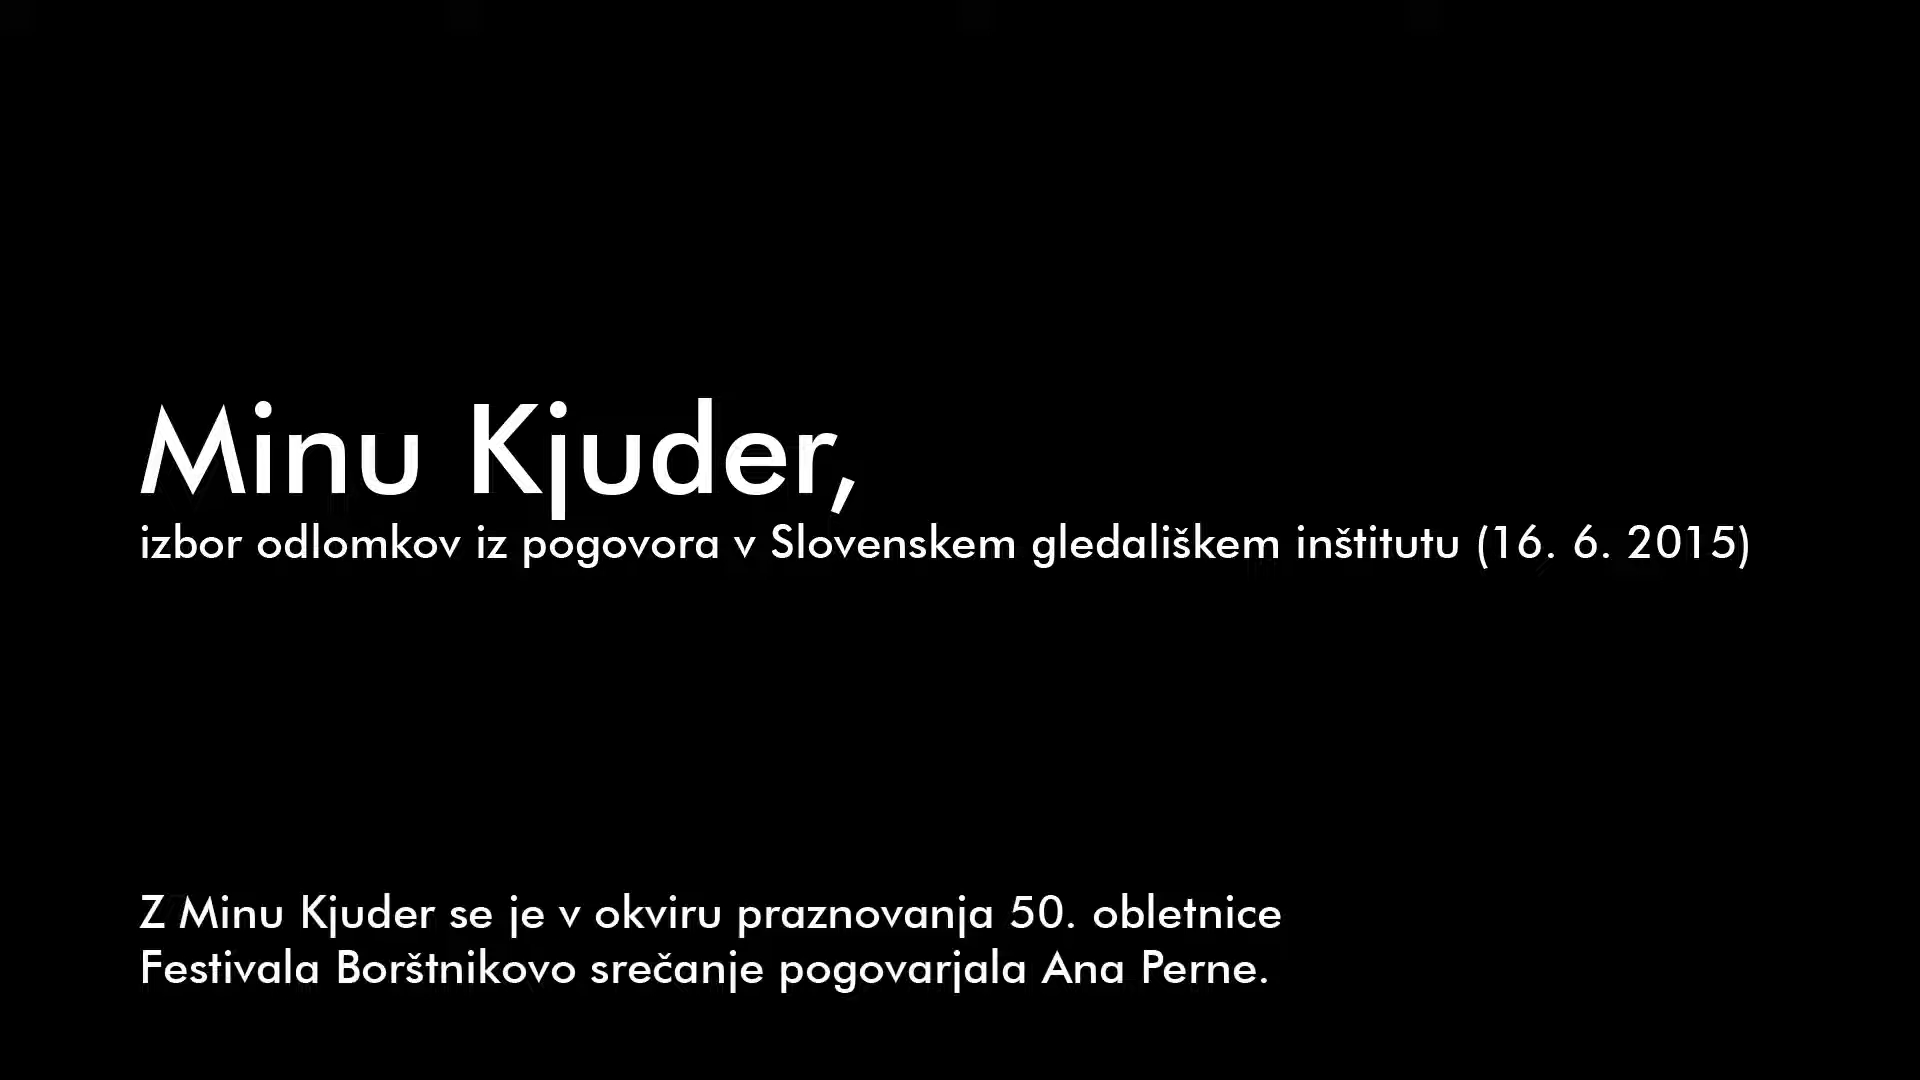 Minu Kjuder,
izbor odlomkov iz pogovora v Slovenskem gledališkem inštitutu (16. 6. 2015)
Z Minu Kjuder se je v okviru praznovanja 50. obletnice
Festivala Borštnikovo srečanje pogovarjala Ana Perne.